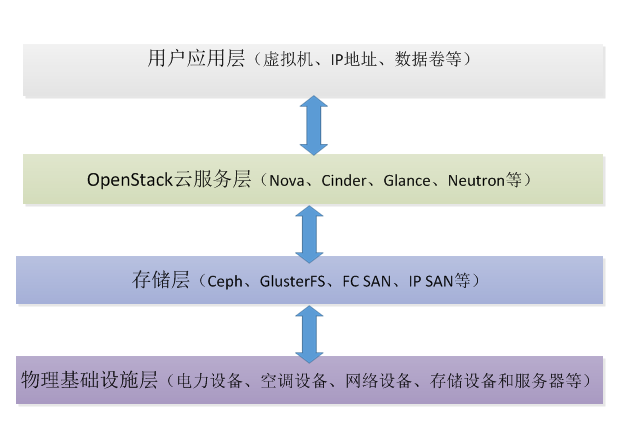 用户应用层（虚拟机、IP地址、数据卷等）
OpenStack云服务层（Nova、Cinder、Glance、Neutron等）
存储层（Ceph、GlusterFS、FC SAN、IP SAN等）
物理基础设施层（电力设备、空调设备、网络设备、存储设备和服务器等）